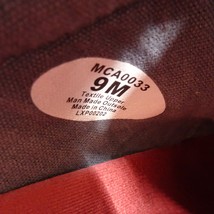 MCA0033
9M
Textile Upper
Man Made Outsole
Made in China
LXP00202